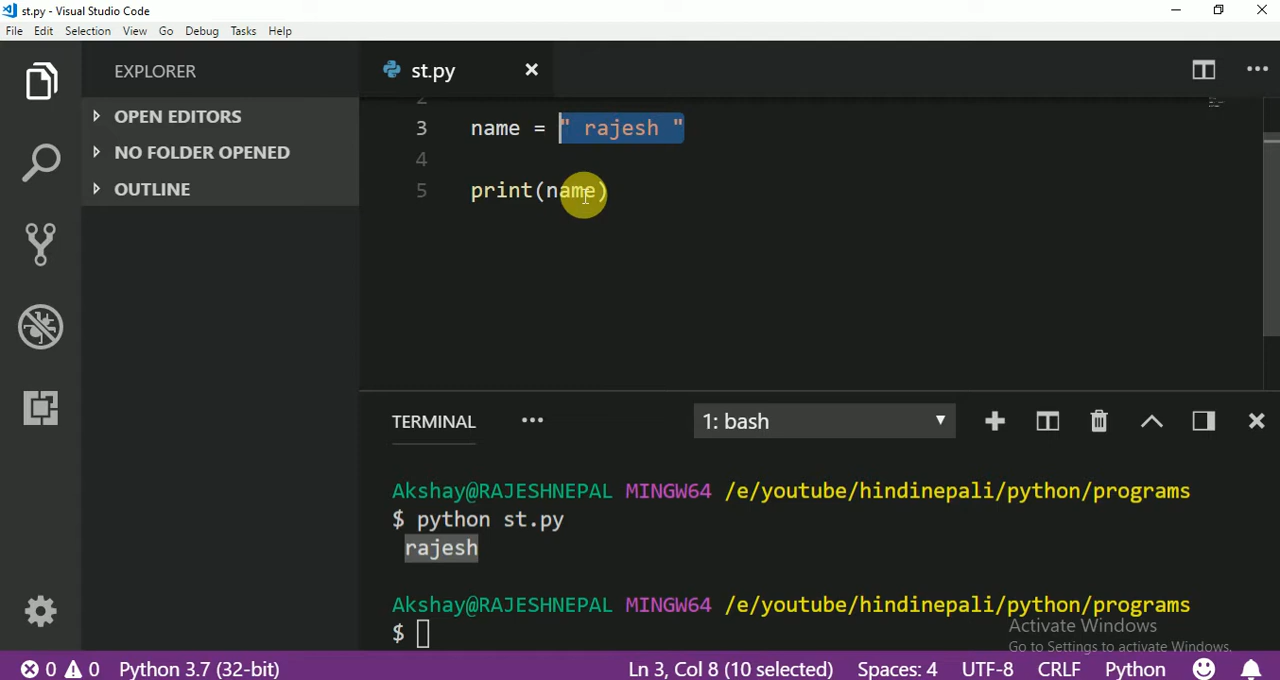 st.py - Visual Studio Code
File Edit Selection View Go Debug Tasks Help
EXPLORER
OPEN EDITORS
NO FOLDER OPENED
OUTLINE
st.py
2
3 name = " rajesh "
4
5 print(name)
TERMINAL
1: bash
Akshay@RAJESHNEPAL MINGW64 /e/youtube/hindinepali/python/programs
$ python st.py
rajesh
Akshay@RAJESHNEPAL MINGW64 /e/youtube/hindinepali/python/programs
$
Activate Windows
Go to Settings to activate Windows.
0 0 Python 3.7 (32-bit) Ln 3, Col 8 (10 selected) Spaces: 4 UTF-8 CRLF Python